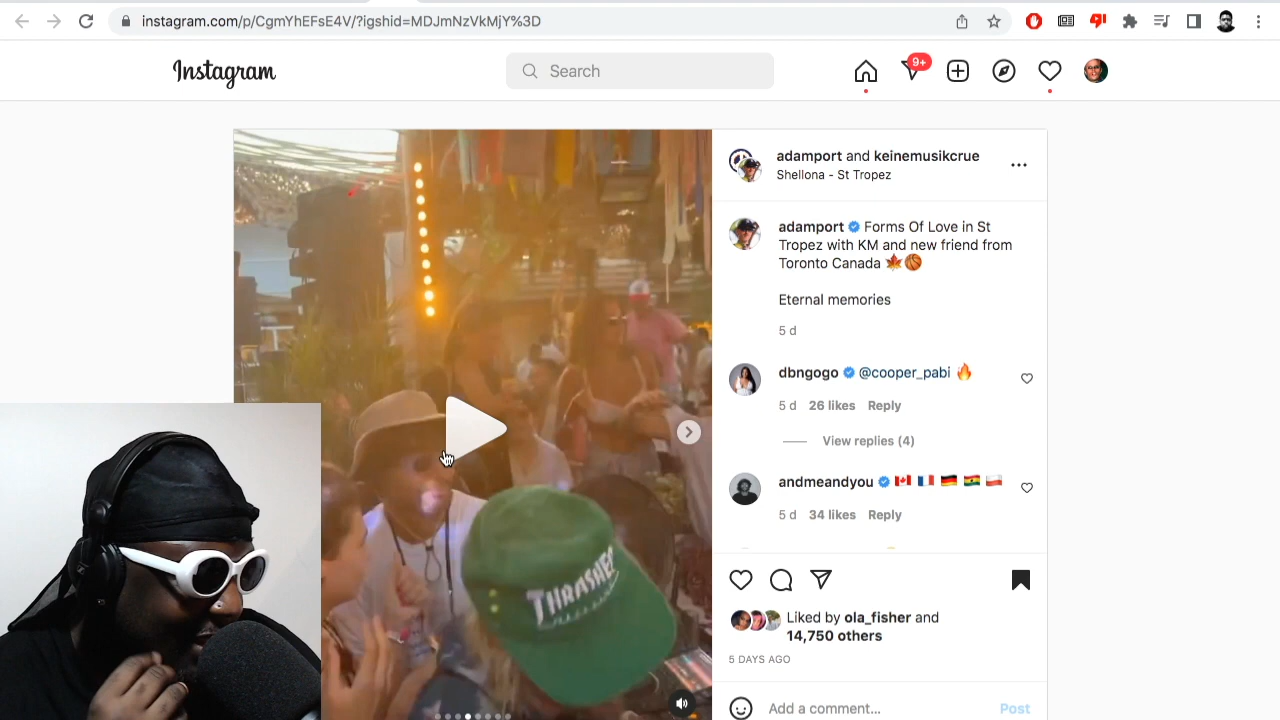 instagram.com/p/CgmYhEFsE4V/?igshid=MDJmNzVkMjY%3D
Instagram
Search
9+
adamport and keinemusikcrue
Shellona - St Tropez
adamport Forms Of Love in St
Tropez with KM and new friend from
Toronto Canada 🍁🏀
Eternal memories
5 d
dbngogo @cooper_pabi 🔥
5 d 26 likes Reply
View replies (4)
andmeandyou 🇨🇦 🇫🇷 🇩🇪 🇬🇭 🇵🇱
5 d 34 likes Reply
THRASHER
Liked by ola_fisher and
14,750 others
5 DAYS AGO
Add a comment...
Post